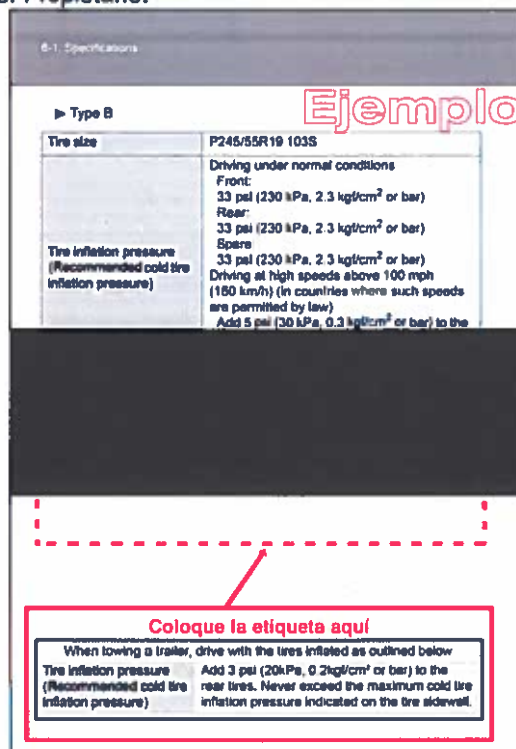 6-1. Specifications
Ejemplo
▶ Type B
Tire size
P245/55R19 103S
Tire inflation pressure
(Recommended cold tire
inflation pressure)
Driving under normal conditions
Front:
33 psi (230 kPa, 2.3 kgf/cm² or bar)
Rear:
33 psi (230 kPa, 2.3 kgf/cm² or bar)
Spare
33 psi (230 kPa, 2.3 kgf/cm² or bar)
Driving at high speeds above 100 mph
(160 km/h) (in countries where such speeds
are permitted by law)
Add 5 psi (30 kPa, 0.3 kgf/cm² or bar) to the
Coloque la etiqueta aquí
When towing a trailer, drive with the tires inflated as outlined below
Tire inflation pressure
(Recommended cold tire
inflation pressure)
Add 3 psi (20kPa, 0.2kgf/cm² or bar) to the
rear tires. Never exceed the maximum cold tire
inflation pressure indicated on the tire sidewall.